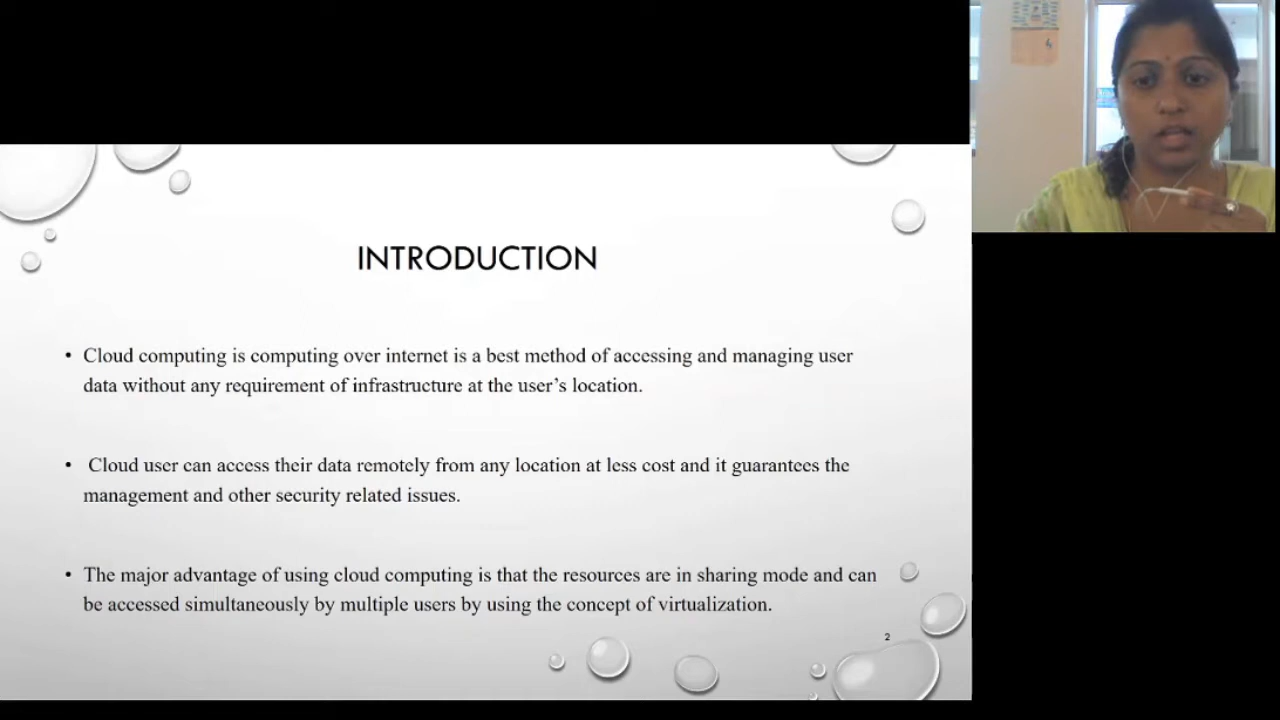 INTRODUCTION
• Cloud computing is computing over internet is a best method of accessing and managing user
data without any requirement of infrastructure at the user’s location.
• Cloud user can access their data remotely from any location at less cost and it guarantees the
management and other security related issues.
• The major advantage of using cloud computing is that the resources are in sharing mode and can
be accessed simultaneously by multiple users by using the concept of virtualization.
2